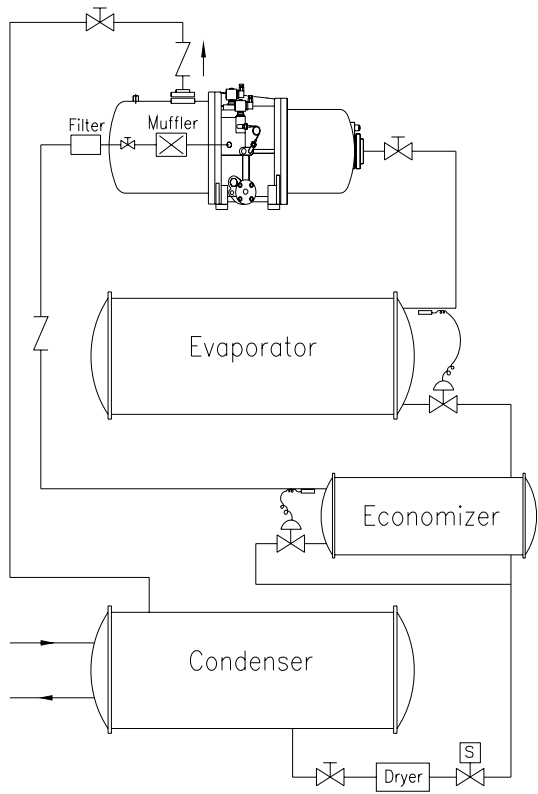 Filter
Muffler
Evaporator
Economizer
Condenser
S
Dryer